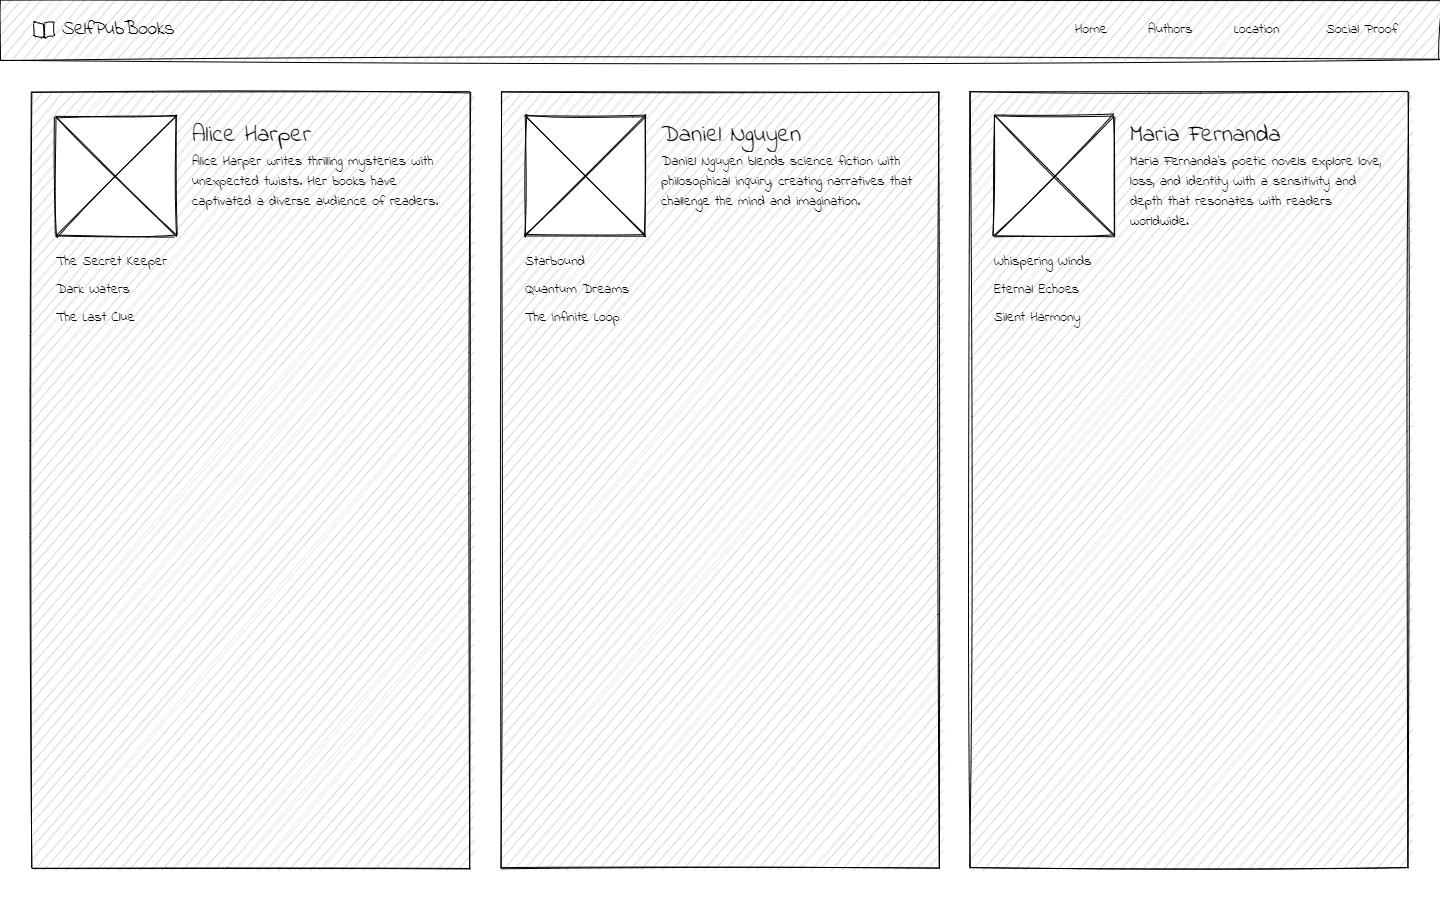 SelfPubBooks
Home
Authors
Location
Social Proof
Alice Harper
Alice Harper writes thrilling mysteries with
unexpected twists. Her books have
captivated a diverse audience of readers.
The Secret Keeper
Dark Waters
The Last Clue
Daniel Nguyen
Daniel Nguyen blends science fiction with
philosophical inquiry, creating narratives that
challenge the mind and imagination.
Starbound
Quantum Dreams
The Infinite Loop
Maria Fernanda
Maria Fernanda's poetic novels explore love,
loss, and identity with a sensitivity and
depth that resonates with readers
worldwide.
Whispering Winds
Eternal Echoes
Silent Harmony